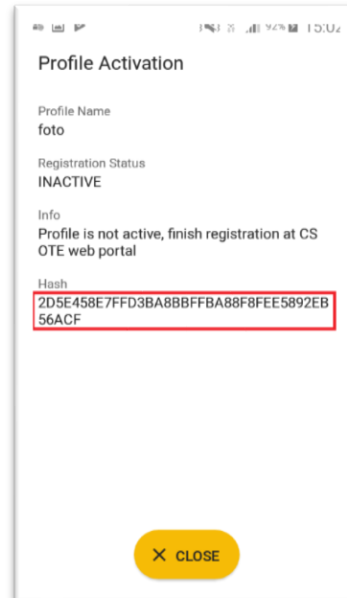 Profile Activation
Profile Name
foto
Registration Status
INACTIVE
Info
Profile is not active, finish registration at CS
OTE web portal
Hash
2D5E458E7FFD3BA8BBFFBA88F8FEE5892EB
56ACF
× CLOSE